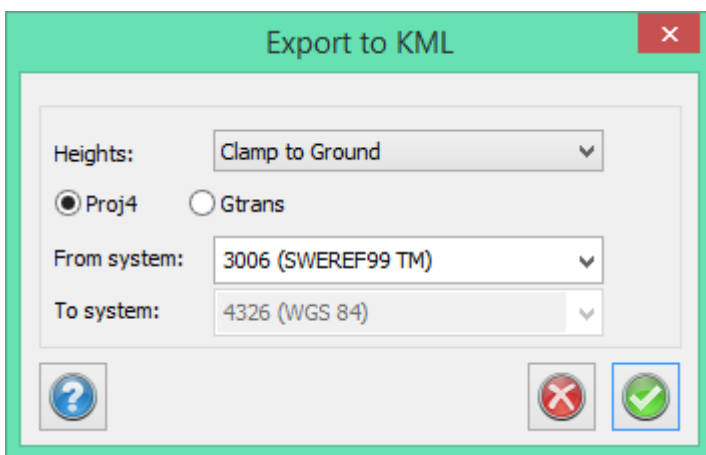 Export to KML
Heights: Clamp to Ground
Proj4 Gtrans
From system: 3006 (SWEREF99 TM)
To system: 4326 (WGS 84)